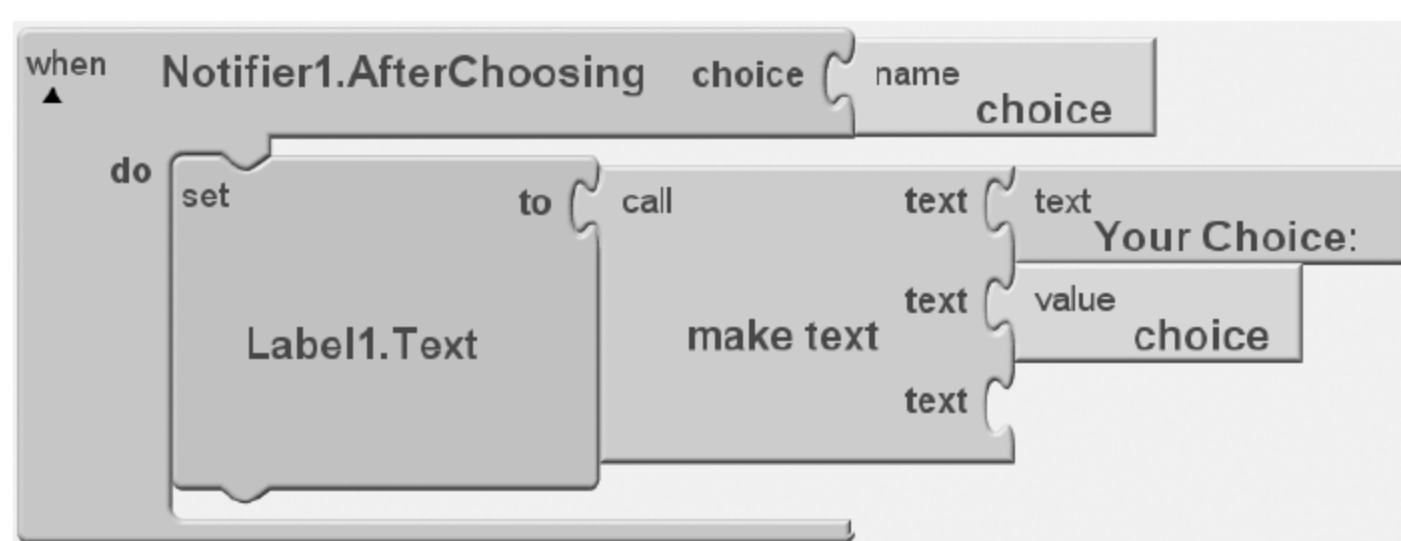 when Notifier1.AfterChoosing choice name
choice
do
set to call text text
Your Choice:
text value
Label1.Text make text choice
text